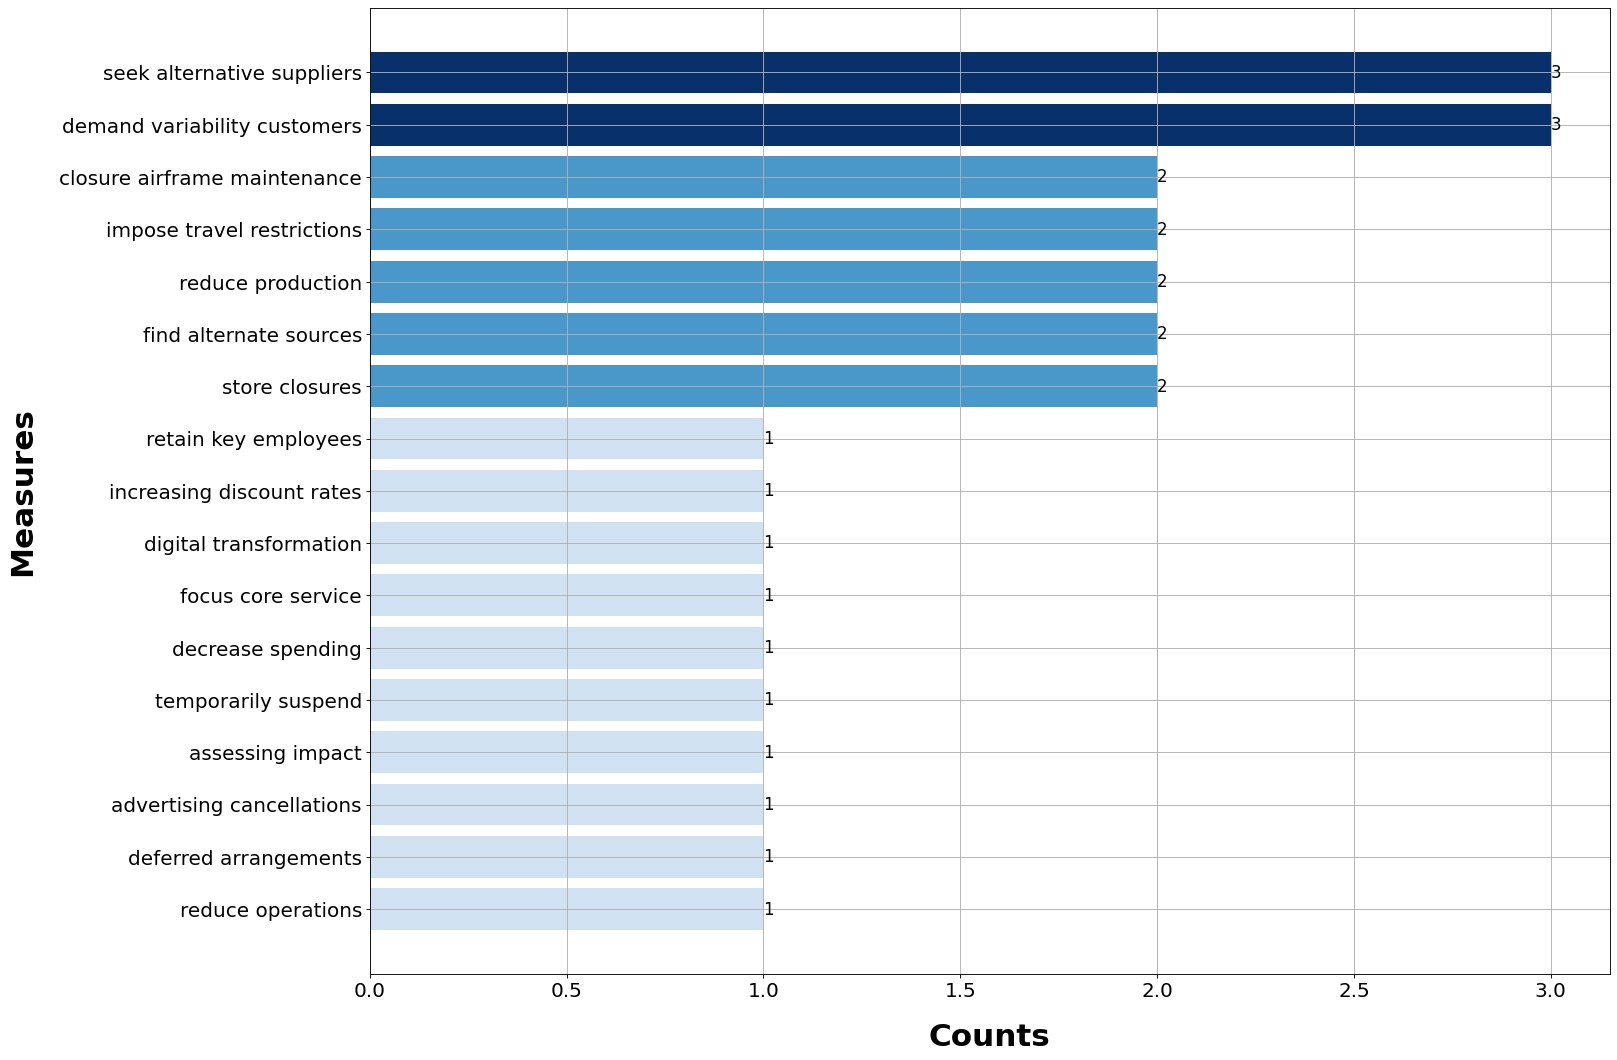 seek alternative suppliers 3
demand variability customers 3
closure airframe maintenance 2
impose travel restrictions 2
reduce production 2
find alternate sources 2
store closures 2
retain key employees 1
increasing discount rates 1
digital transformation 1
focus core service 1
decrease spending 1
temporarily suspend 1
assessing impact 1
advertising cancellations 1
deferred arrangements 1
reduce operations 1
Measures
0.0 0.5 1.0 1.5 2.0 2.5 3.0
Counts